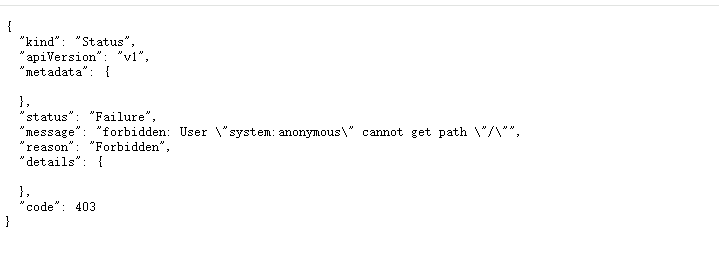 {
  "kind": "Status",
  "apiVersion": "v1",
  "metadata": {

  },
  "status": "Failure",
  "message": "forbidden: User \"system:anonymous\" cannot get path \"/\"",
  "reason": "Forbidden",
  "details": {

  },
  "code": 403
}